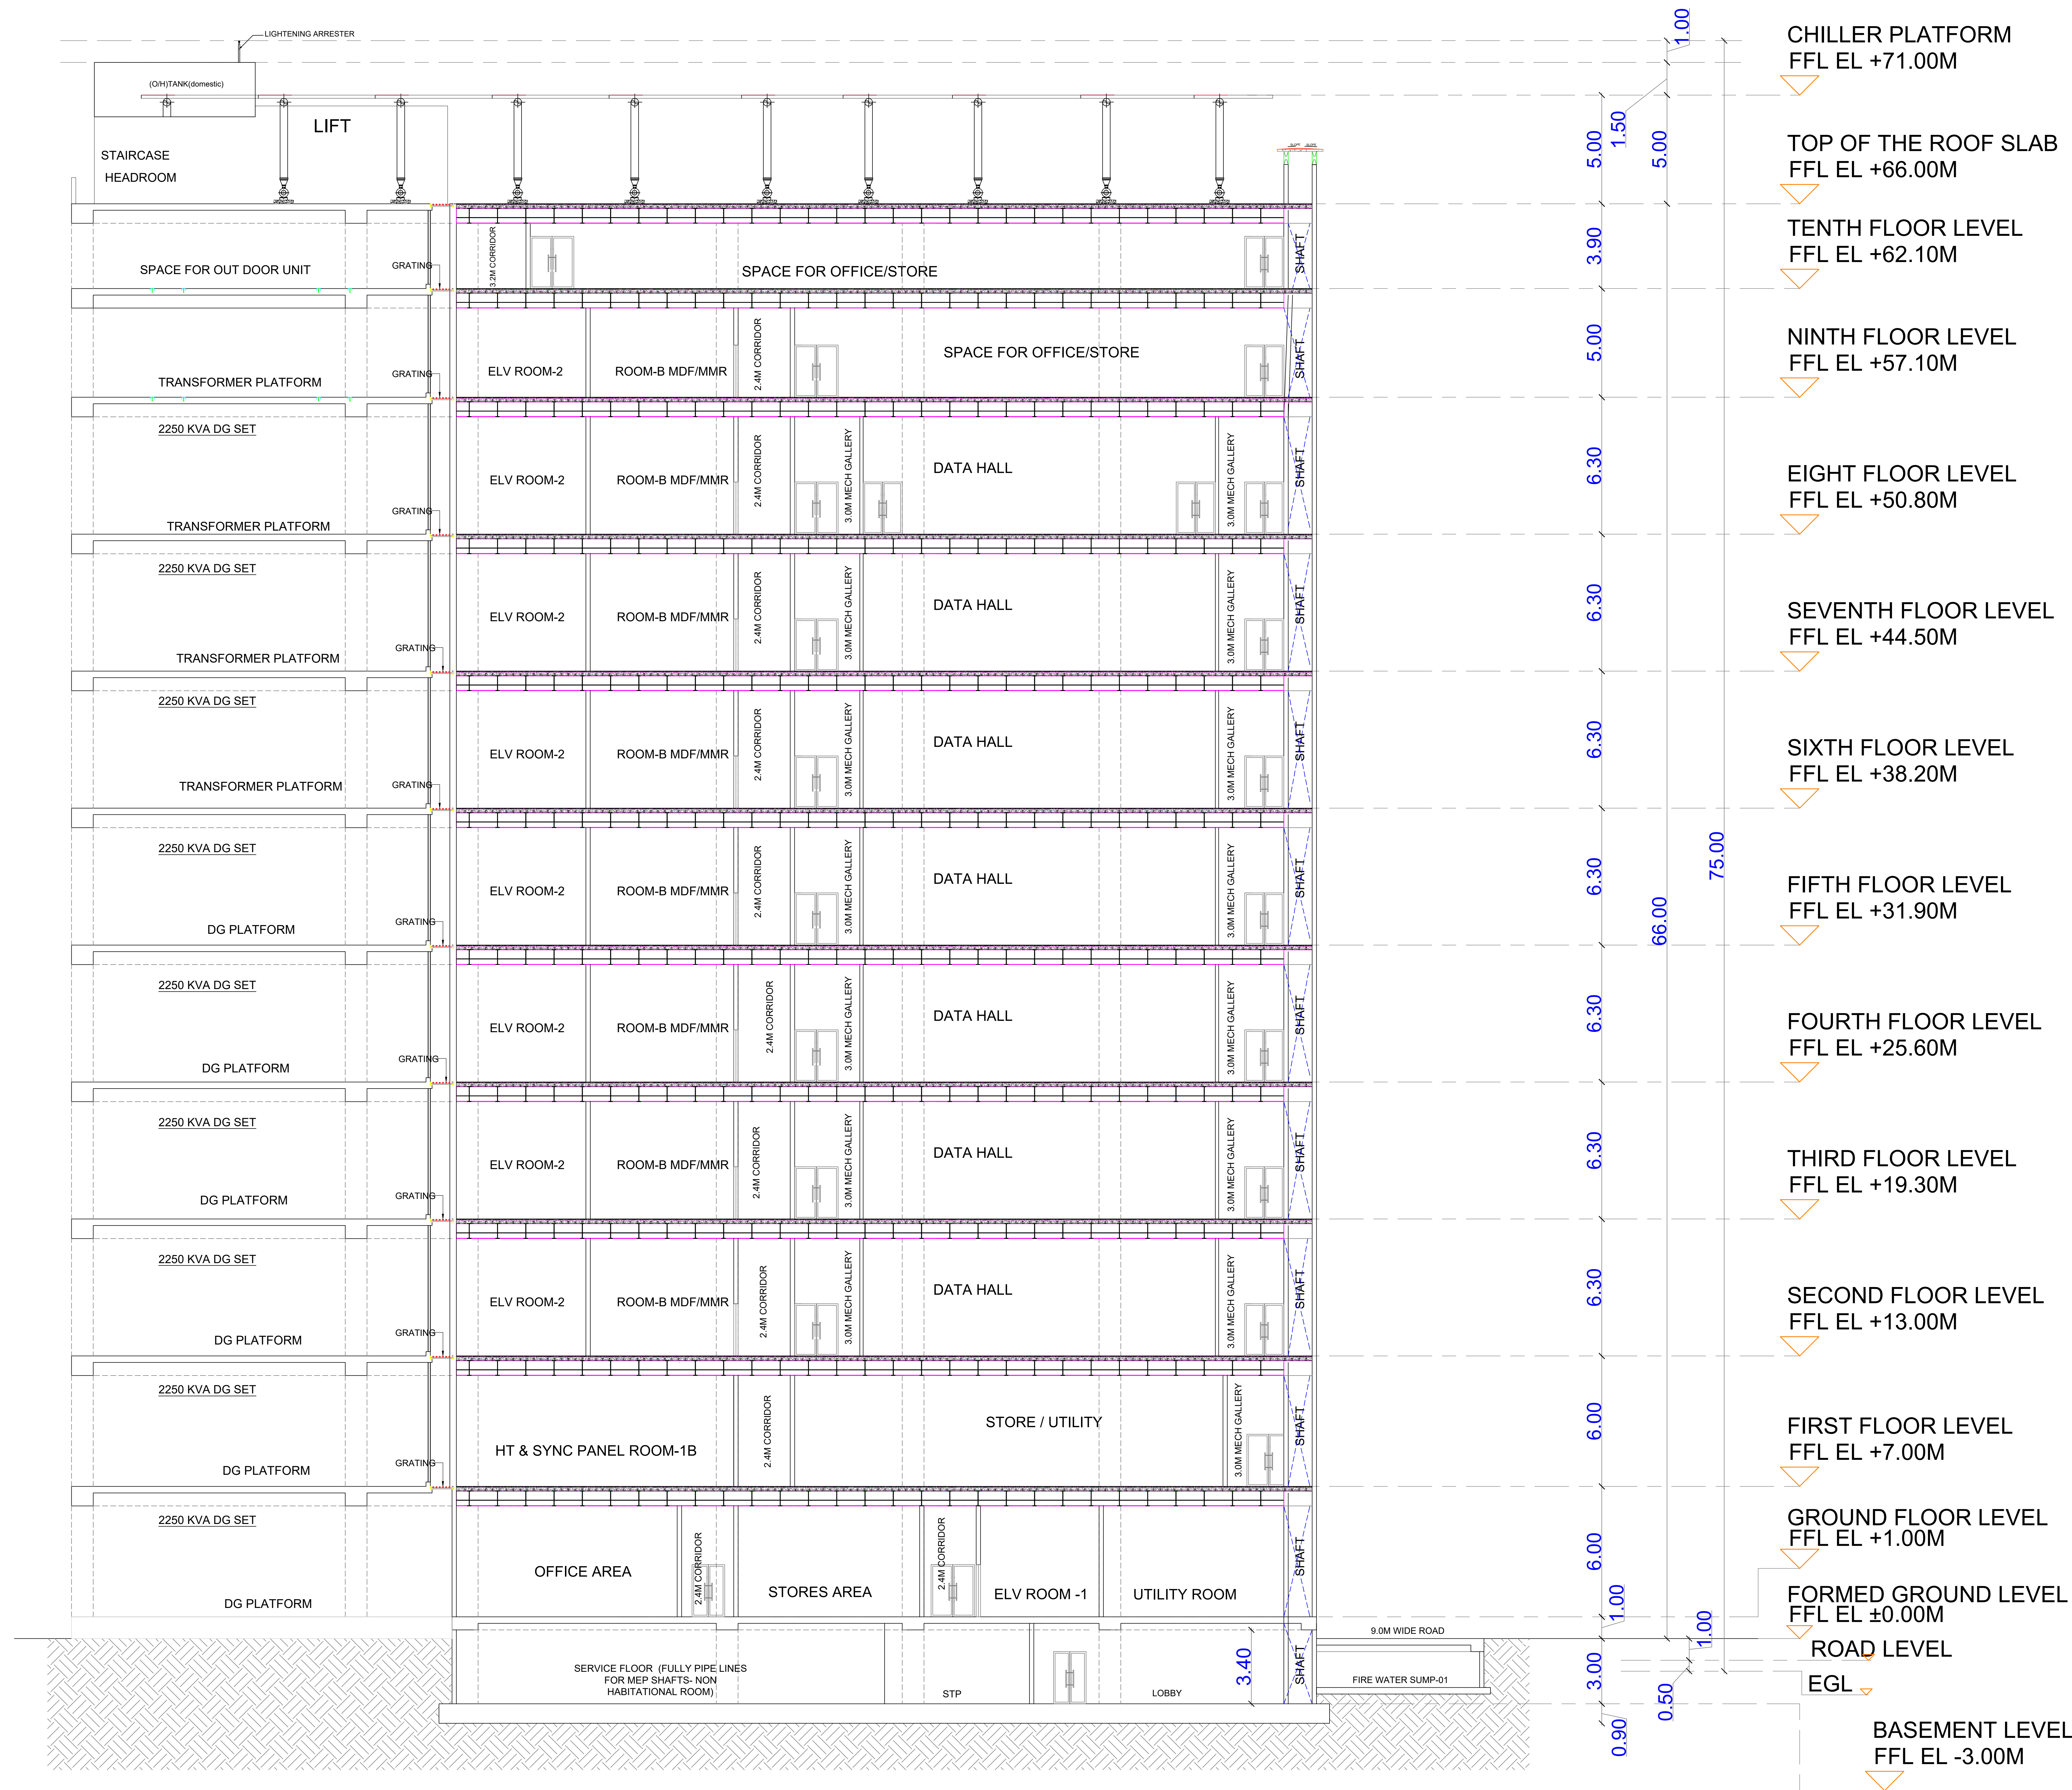 LIGHTENING ARRESTER
(O/H)TANK(domestic)
LIFT
STAIRCASE
HEADROOM
SLOPE SLOPE
1.00
1.50
5.00
5.00
CHILLER PLATFORM
FFL EL +71.00M
TOP OF THE ROOF SLAB
FFL EL +66.00M
SPACE FOR OUT DOOR UNIT
GRATING
3.2M CORRIDOR
SPACE FOR OFFICE/STORE
SHAFT
3.90
TENTH FLOOR LEVEL
FFL EL +62.10M
TRANSFORMER PLATFORM
GRATING
ELV ROOM-2
ROOM-B MDF/MMR
2.4M CORRIDOR
SPACE FOR OFFICE/STORE
SHAFT
5.00
NINTH FLOOR LEVEL
FFL EL +57.10M
2250 KVA DG SET
TRANSFORMER PLATFORM
GRATING
ELV ROOM-2
ROOM-B MDF/MMR
2.4M CORRIDOR
3.0M MECH GALLERY
DATA HALL
3.0M MECH GALLERY
SHAFT
6.30
EIGHT FLOOR LEVEL
FFL EL +50.80M
2250 KVA DG SET
TRANSFORMER PLATFORM
GRATING
ELV ROOM-2
ROOM-B MDF/MMR
2.4M CORRIDOR
3.0M MECH GALLERY
DATA HALL
3.0M MECH GALLERY
SHAFT
6.30
SEVENTH FLOOR LEVEL
FFL EL +44.50M
2250 KVA DG SET
TRANSFORMER PLATFORM
GRATING
ELV ROOM-2
ROOM-B MDF/MMR
2.4M CORRIDOR
3.0M MECH GALLERY
DATA HALL
3.0M MECH GALLERY
SHAFT
6.30
SIXTH FLOOR LEVEL
FFL EL +38.20M
75.00
66.00
2250 KVA DG SET
DG PLATFORM
GRATING
ELV ROOM-2
ROOM-B MDF/MMR
2.4M CORRIDOR
3.0M MECH GALLERY
DATA HALL
3.0M MECH GALLERY
SHAFT
6.30
FIFTH FLOOR LEVEL
FFL EL +31.90M
2250 KVA DG SET
DG PLATFORM
GRATING
ELV ROOM-2
ROOM-B MDF/MMR
2.4M CORRIDOR
3.0M MECH GALLERY
DATA HALL
3.0M MECH GALLERY
SHAFT
6.30
FOURTH FLOOR LEVEL
FFL EL +25.60M
2250 KVA DG SET
DG PLATFORM
GRATING
ELV ROOM-2
ROOM-B MDF/MMR
2.4M CORRIDOR
3.0M MECH GALLERY
DATA HALL
3.0M MECH GALLERY
SHAFT
6.30
THIRD FLOOR LEVEL
FFL EL +19.30M
2250 KVA DG SET
DG PLATFORM
GRATING
ELV ROOM-2
ROOM-B MDF/MMR
2.4M CORRIDOR
3.0M MECH GALLERY
DATA HALL
3.0M MECH GALLERY
SHAFT
6.30
SECOND FLOOR LEVEL
FFL EL +13.00M
2250 KVA DG SET
DG PLATFORM
GRATING
HT & SYNC PANEL ROOM-1B
2.4M CORRIDOR
STORE / UTILITY
3.0M MECH GALLERY
SHAFT
6.00
FIRST FLOOR LEVEL
FFL EL +7.00M
2250 KVA DG SET
DG PLATFORM
OFFICE AREA
2.4M CORRIDOR
STORES AREA
2.4M CORRIDOR
ELV ROOM -1
UTILITY ROOM
SHAFT
6.00
1.00
GROUND FLOOR LEVEL
FFL EL +1.00M
FORMED GROUND LEVEL
FFL EL ±0.00M
SERVICE FLOOR (FULLY PIPE LINES
FOR MEP SHAFTS- NON
HABITATIONAL ROOM)
STP
LOBBY
3.40
SHAFT
9.0M WIDE ROAD
FIRE WATER SUMP-01
3.00
0.90
0.50
1.00
ROAD LEVEL
EGL
BASEMENT LEVEL
FFL EL -3.00M